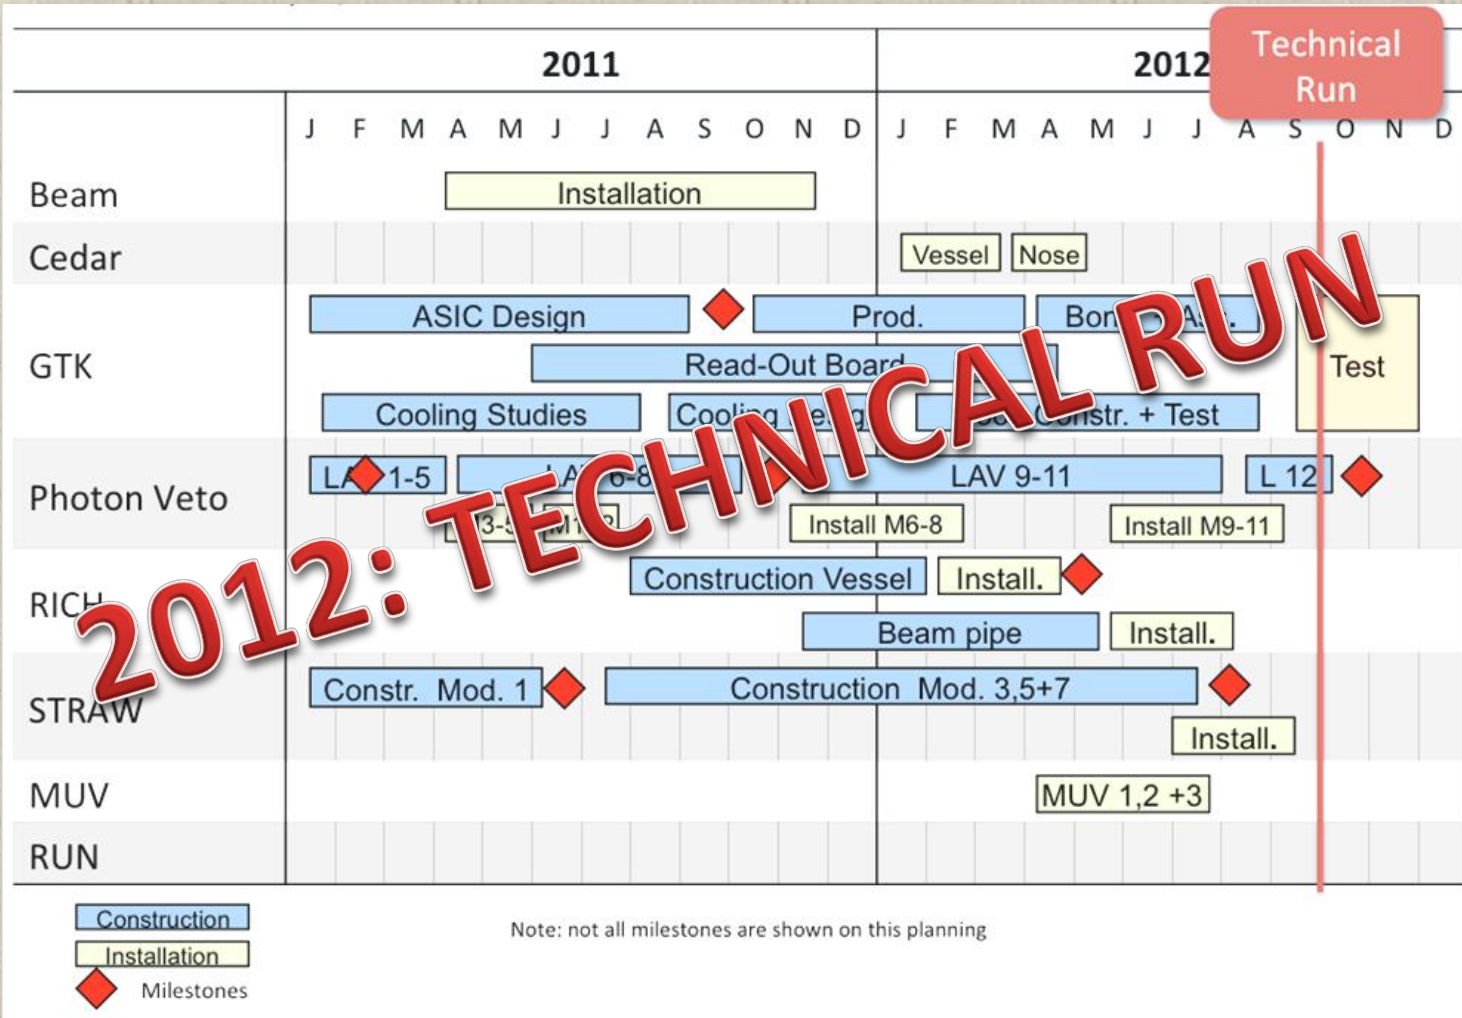 2011
2012
Technical
Run
J F M A M J J A S O N D J F M A M J J A S O N D
Beam
Installation
Cedar
Vessel
Nose
GTK
ASIC Design
Prod.
Read-Out Board
Test
Cooling Studies
Cooling
Constr. + Test
Photon Veto
1-5
LAV 9-11
L 12
Install M6-8
Install M9-11
RICH
Construction Vessel
Install.
Beam pipe
Install.
STRAW
Constr. Mod. 1
Construction Mod. 3,5+7
Install.
MUV
MUV 1,2 +3
RUN
2012: TECHNICAL RUN
Construction
Installation
Milestones
Note: not all milestones are shown on this planning